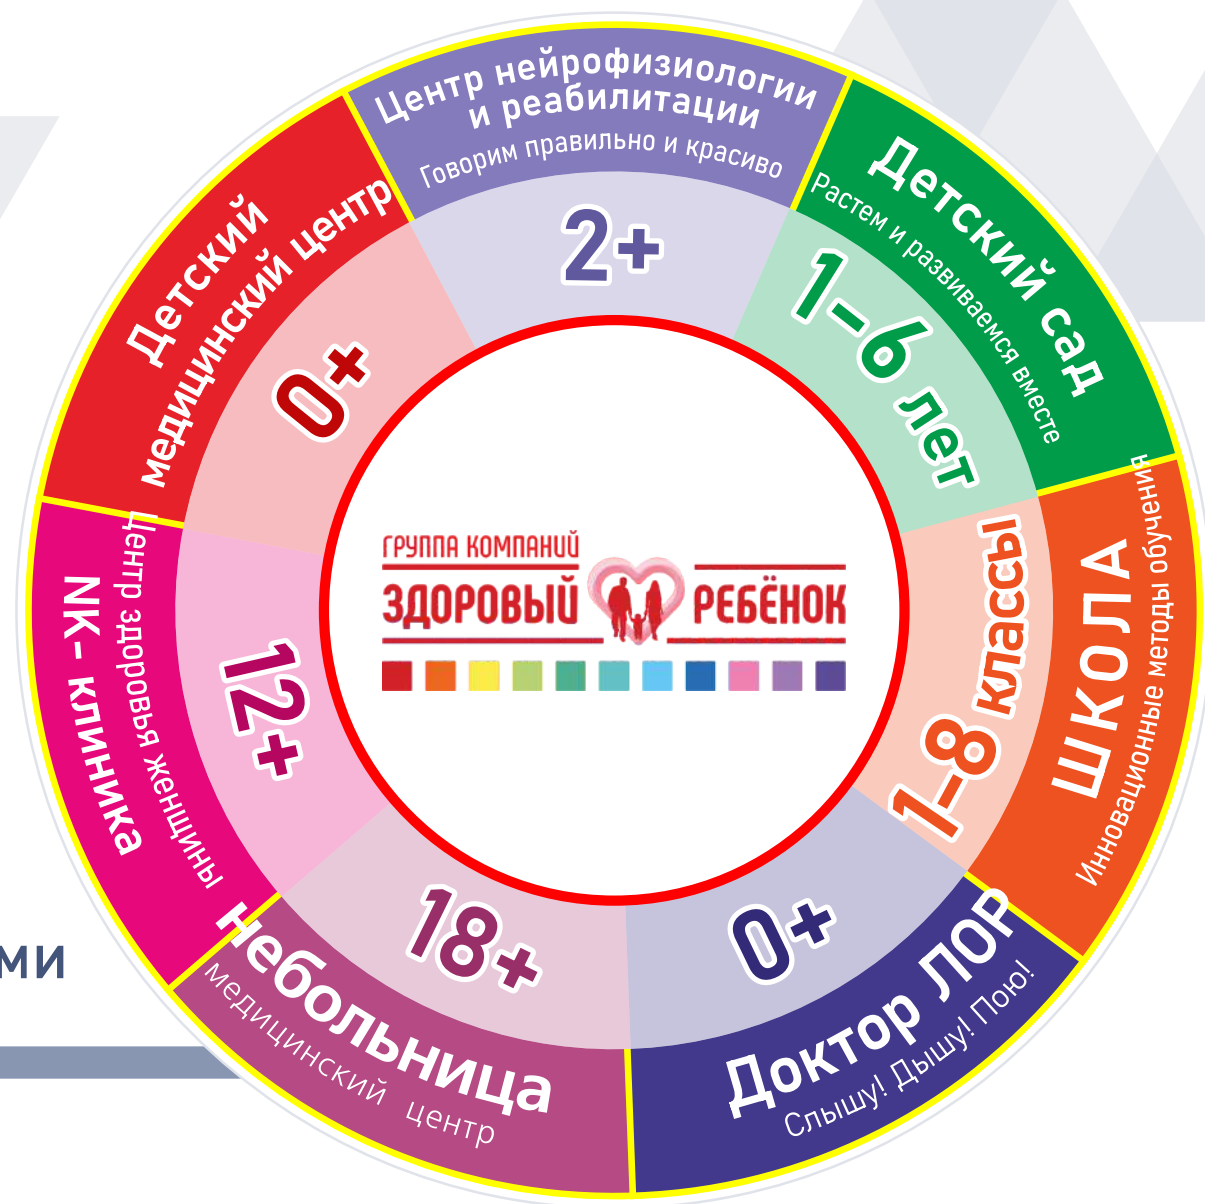 Центр нейрофизиологии
и реабилитации
Говорим правильно и красиво
2+
Детский сад
Растем и развиваемся вместе
1–6 лет
ШКОЛА
Инновационные методы обучения
1–8 классы
Доктор ЛОР
Слышу! Дышу! Пою!
0+
небольница
медицинский центр
18+
NK- клиника
Центр здоровья женщины
12+
Детский
медицинский центр
0+
ГРУППА КОМПАНИЙ
ЗДОРОВЫЙ РЕБЁНОК
ми